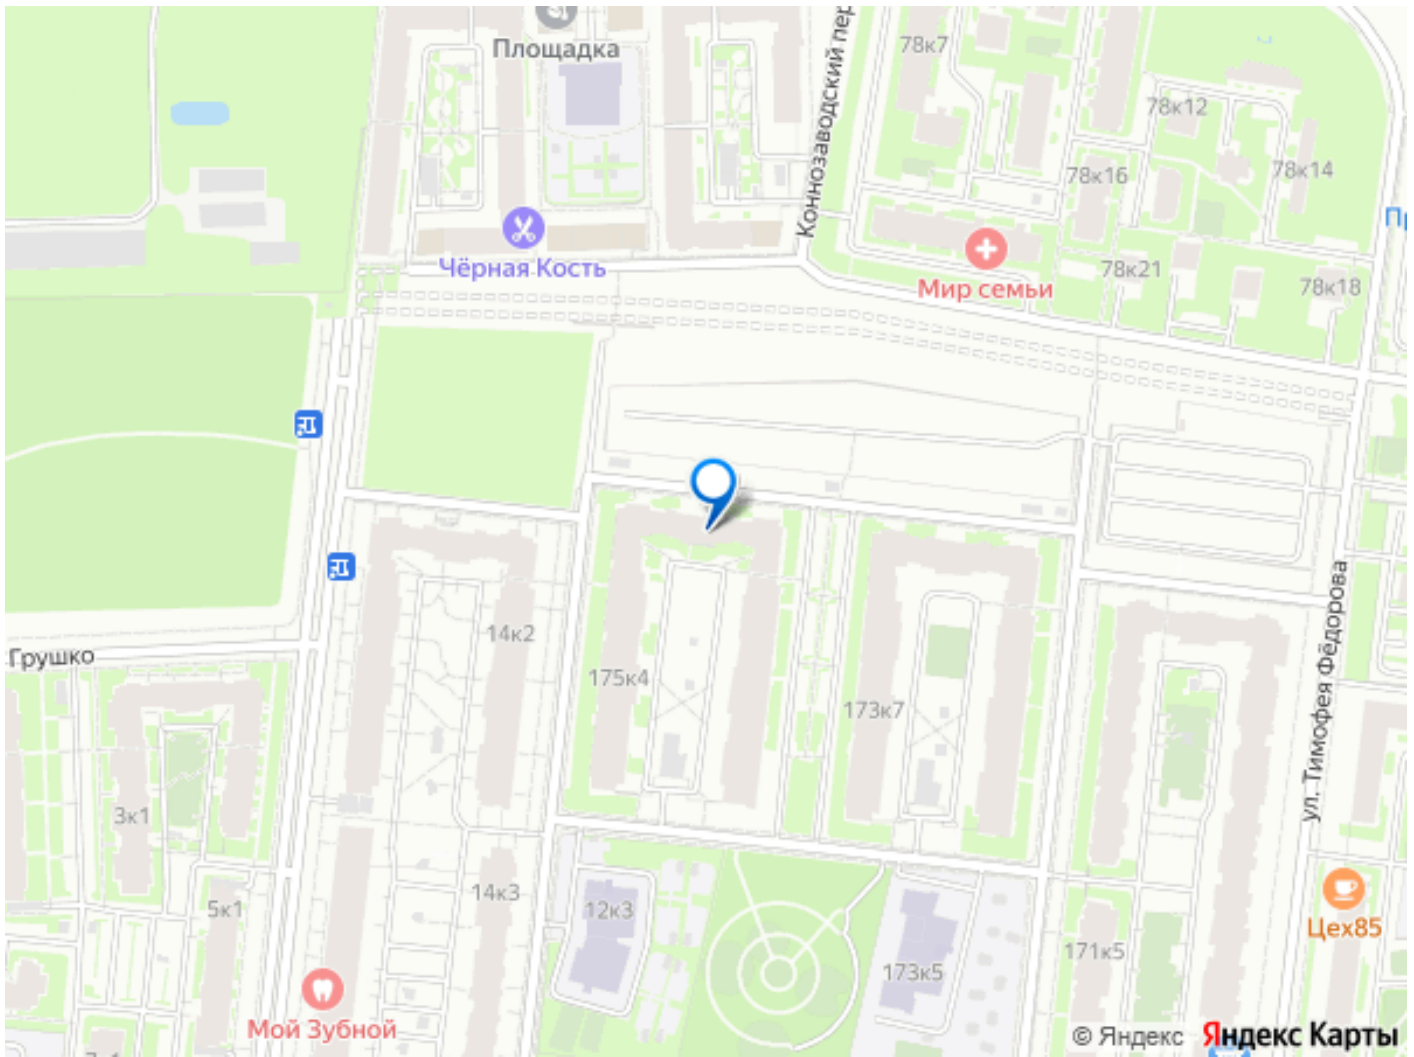 Площадка
Коннозаводский пер
78к7
78к12
78к16
78к14
Пр
Чёрная Кость
Мир семьи
78к21
78к18
Грушко
14к2
175к4
173к7
ул. Тимофея Фёдорова
3к1
5к1
14к3
12к3
173к5
171к5
Цех85
Мой Зубной
© Яндекс Яндекс Карты